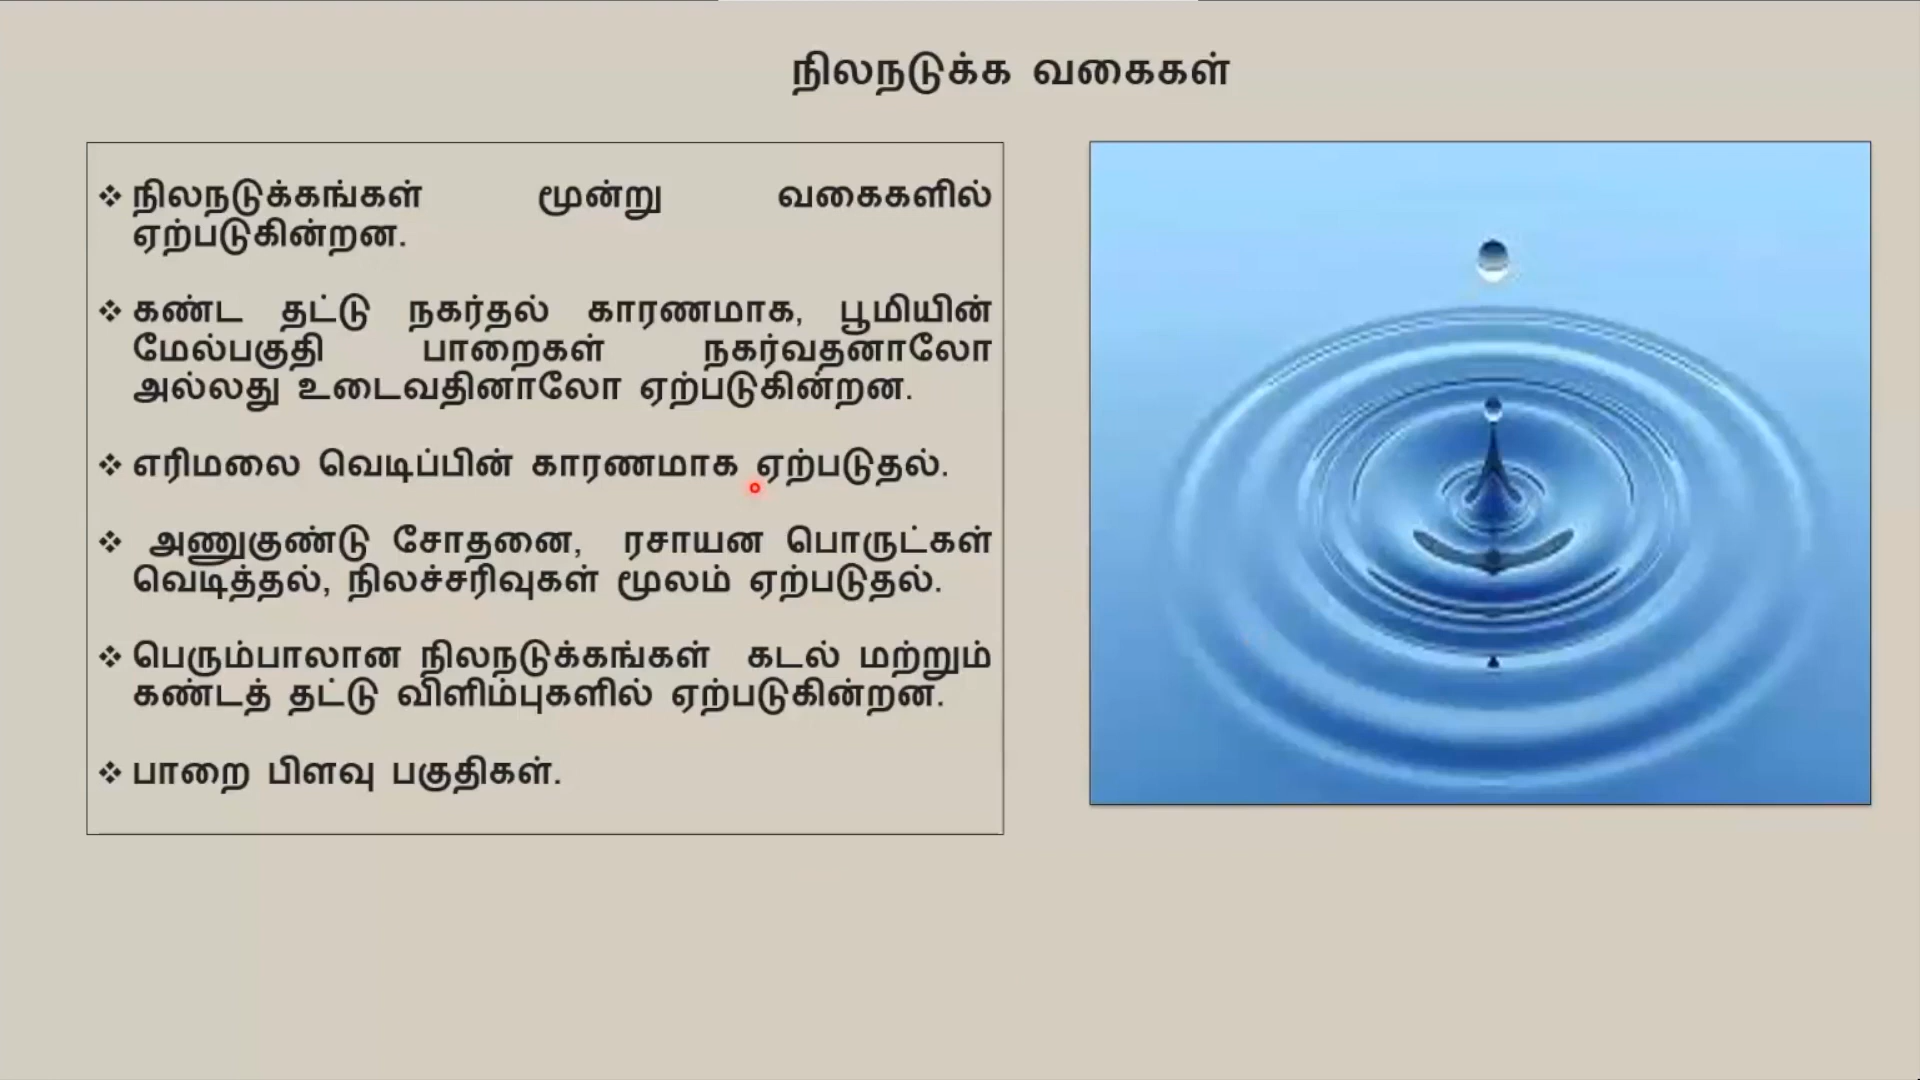 நிலநடுக்க வகைகள்
❖ நிலநடுக்கங்கள் மூன்று வகைகளில்
ஏற்படுகின்றன.
❖ கண்ட தட்டு நகர்தல் காரணமாக, பூமியின்
மேல்பகுதி பாறைகள் நகர்வதனாலோ
அல்லது உடைவதினாலோ ஏற்படுகின்றன.
❖ எரிமலை வெடிப்பின் காரணமாக ஏற்படுதல்.
❖ அணுகுண்டு சோதனை, ரசாயன பொருட்கள்
வெடித்தல், நிலச்சரிவுகள் மூலம் ஏற்படுதல்.
❖ பெரும்பாலான நிலநடுக்கங்கள் கடல் மற்றும்
கண்டத் தட்டு விளிம்புகளில் ஏற்படுகின்றன.
❖ பாறை பிளவு பகுதிகள்.